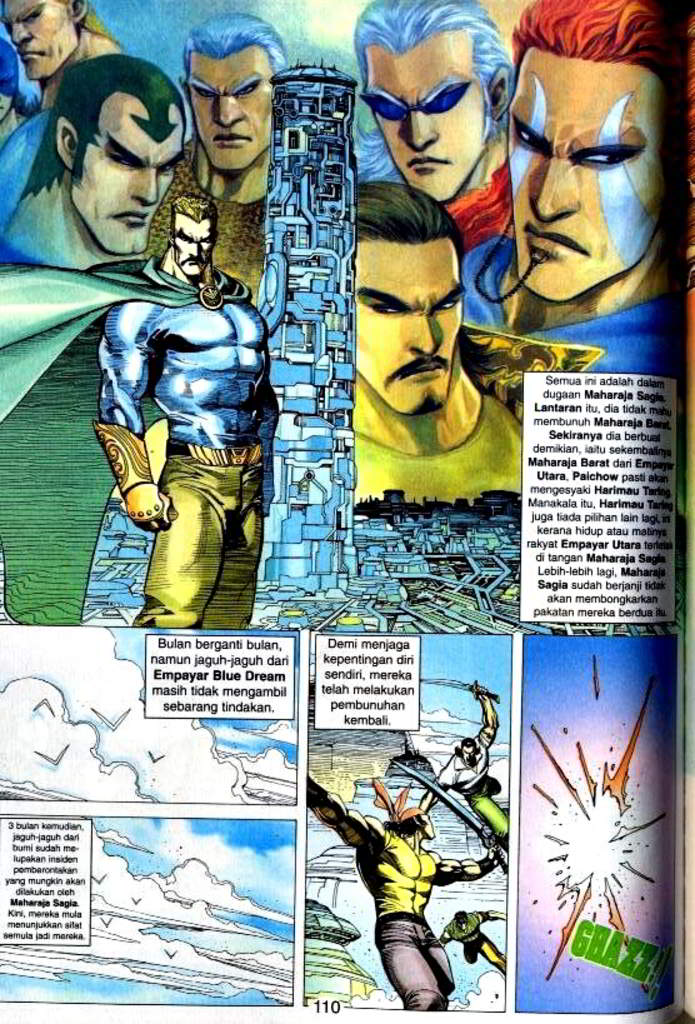 Semua ini adalah dalam
dugaan Maharaja Sagia.
Lantaran itu, dia tidak mahu
membunuh Maharaja Barat.
Sekiranya dia berbuat
demikian, iaitu sekembalinya
Maharaja Barat dari Empayar
Utara, Paichow pasti akan
mengesyaki Harimau Taring.
Manakala itu, Harimau Taring
juga tiada pilihan lain lagi, ini
kerana hidup atau matinya
rakyat Empayar Utara terletak
di tangan Maharaja Sagia.
Lebih-lebih lagi, Maharaja
Sagia sudah berjanji tidak
akan membongkarkan
pakatan mereka berdua itu.
Bulan berganti bulan,
namun jaguh-jaguh dari
Empayar Blue Dream
masih tidak mengambil
sebarang tindakan.
3 bulan kemudian,
jaguh-jaguh dari
bumi sudah me-
lupakan insiden
pemberontakan
yang mungkin akan
dilakukan oleh
Maharaja Sagia.
Kini, mereka mula
menunjukkan sifat
semula jadi mereka.
Demi menjaga
kepentingan diri
sendiri, mereka
telah melakukan
pembunuhan
kembali.
GHAZZ!!
110